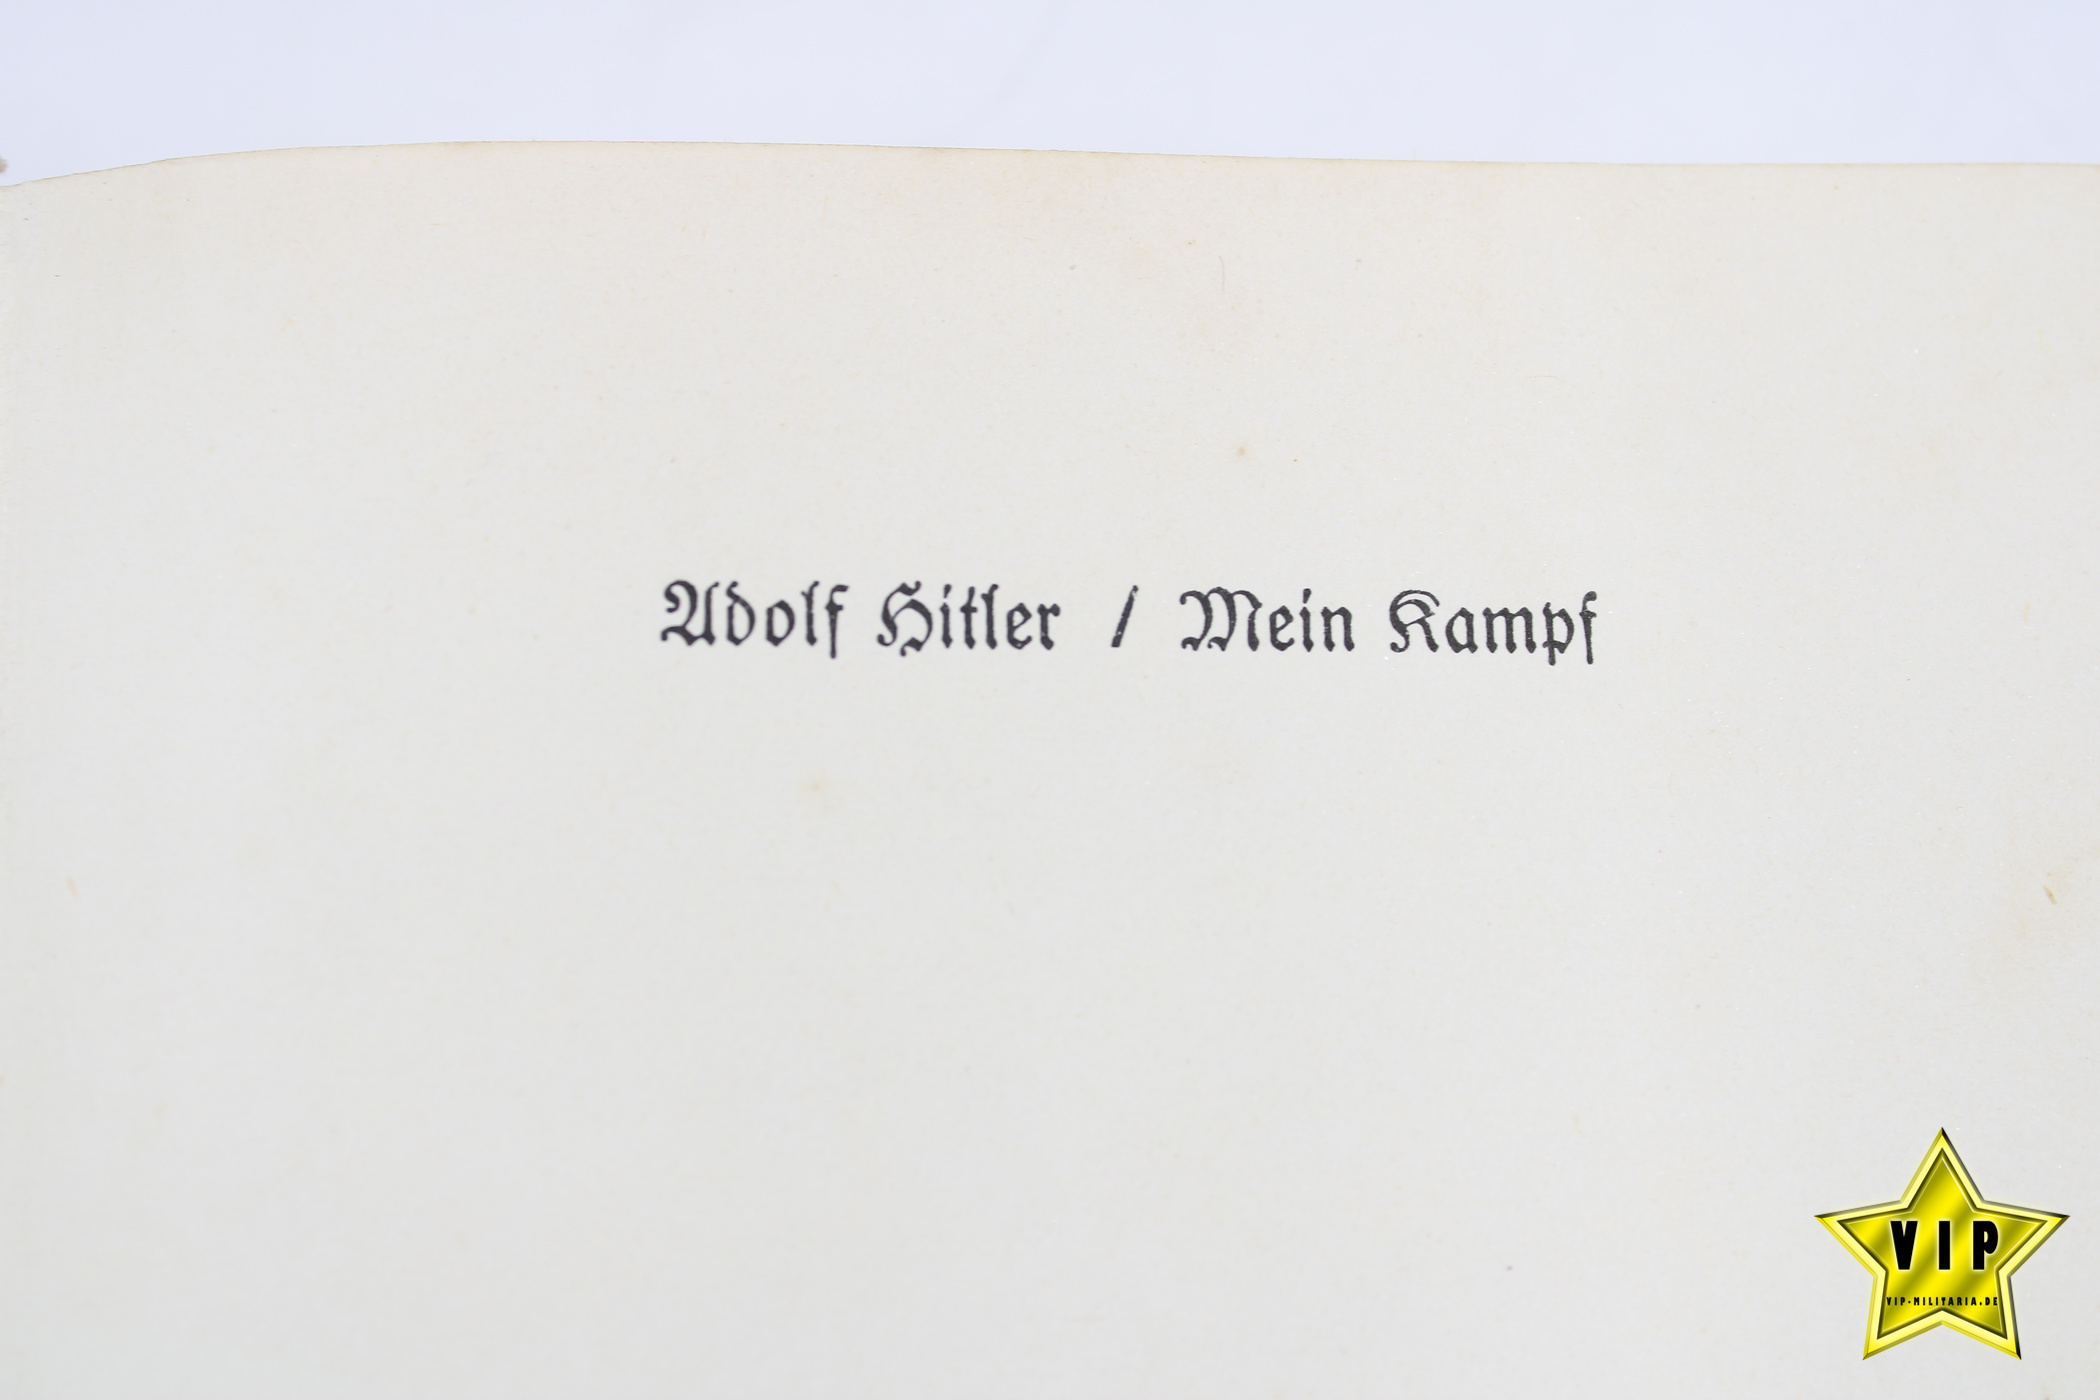 Adolf Hitler / Mein Kampf
VIP
VIP-MILITARIA.DE